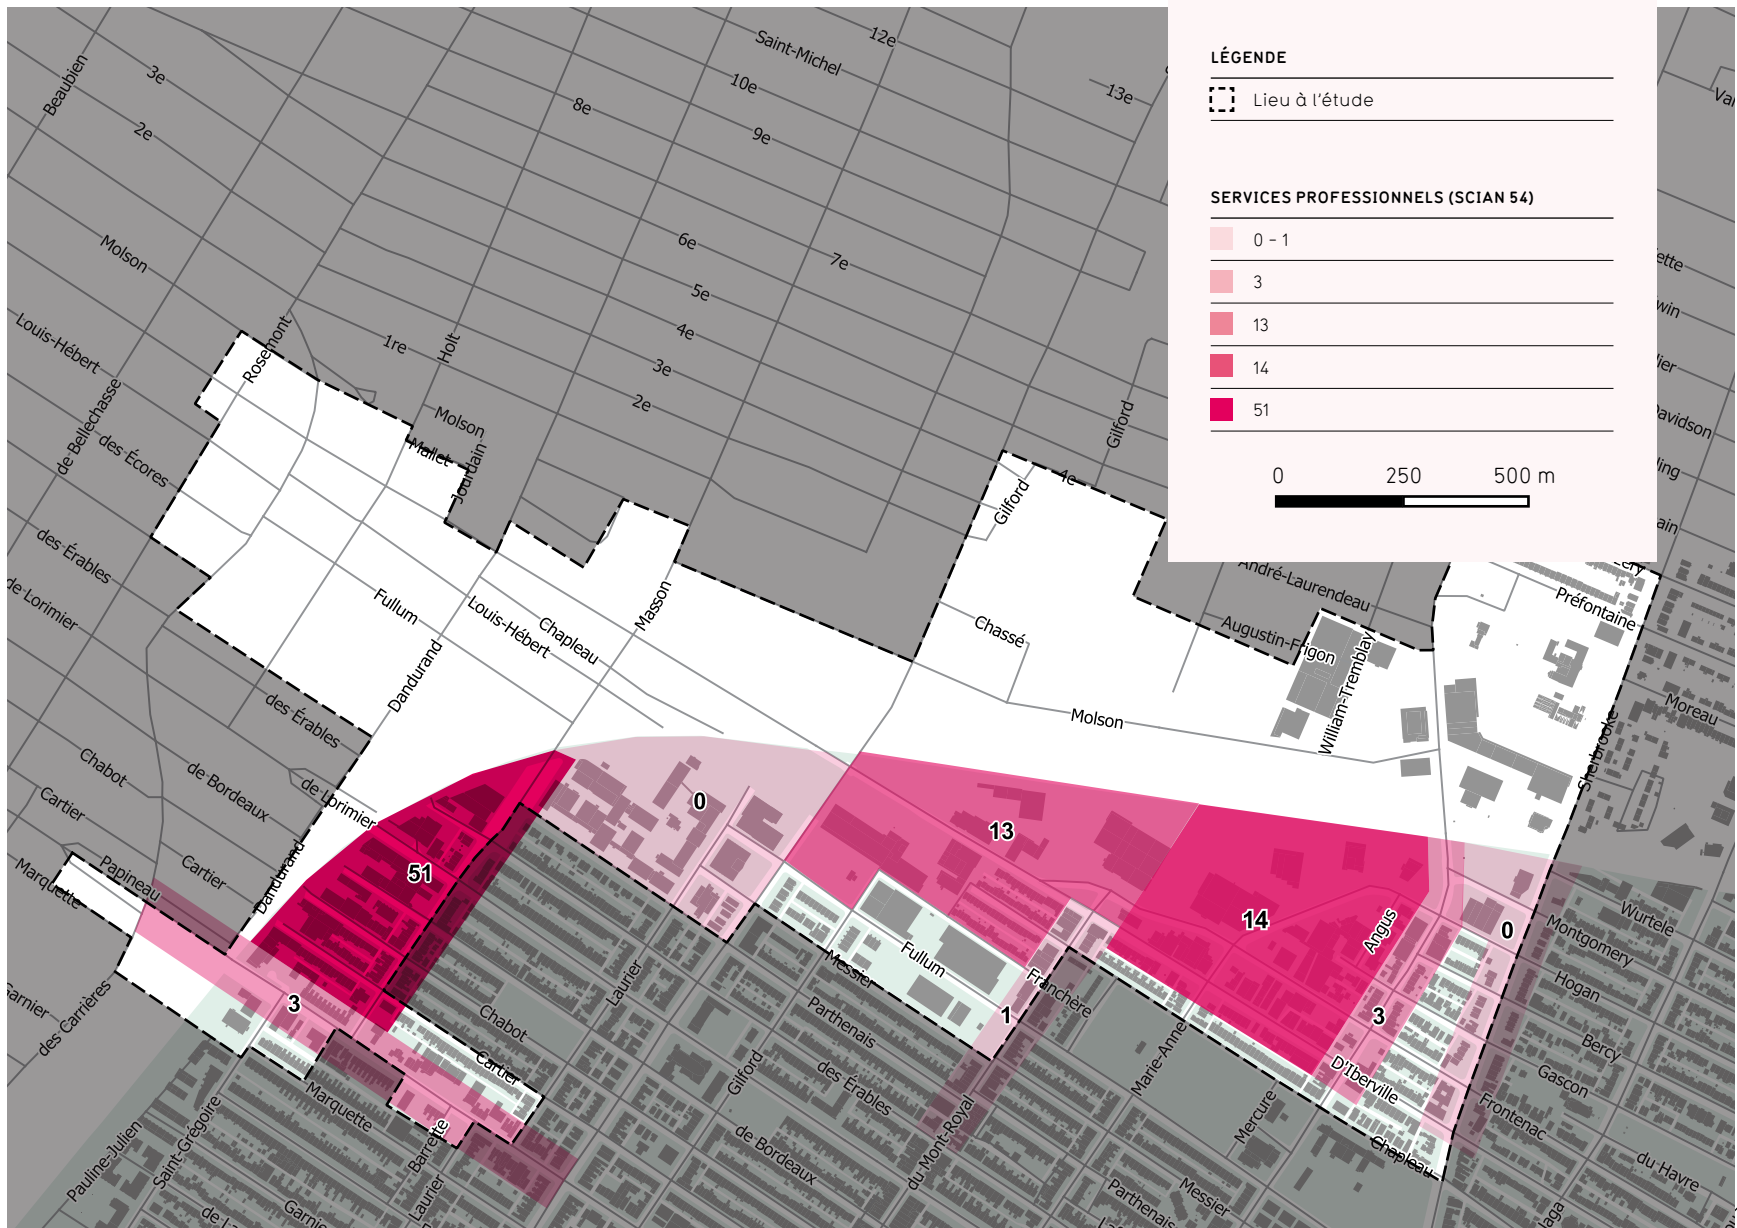 LÉGENDE
Lieu à l'étude
SERVICES PROFESSIONNELS (SCIAN 54)
0 - 1
3
13
14
51
0 250 500 m
Beaubien
3e
2e
Molson
Louis-Hébert
de Bellechasse
des Écores
des Érables
de Lorimier
Rosemont
1re
Holt
Molson
Mallet
Jourdain
Saint-Michel
12e
10e
13e
8e
9e
6e
7e
5e
4e
3e
2e
Gilford
4e
Gilford
Davidson
André-Laurendeau
Augustin-Frigon
William-Tremblay
Préfontaine
Moreau
Sherbrooke
Chassé
Molson
Masson
Fullum
Louis-Hébert
Chapleau
Dandurand
des Érables
de Lorimier
de Bordeaux
Chabot
Cartier
Cartier
Papineau
Marquette
Dandurand
Garnier
des Carrières
51
0
13
14
0
3
1
3
Angus
Fullum
Messier
Franchère
Laurier
Chabot
Cartier
Parthenais
des Érables
Gilford
de Bordeaux
du Mont-Royal
Marie-Anne
Mercure
D'Iberville
Chapleau
Wurtele
Montgomery
Hogan
Bercy
Gascon
Frontenac
du Havre
Marquette
Barrette
Laurier
Saint-Grégoire
Pauline-Julien
Parthenais
Messier